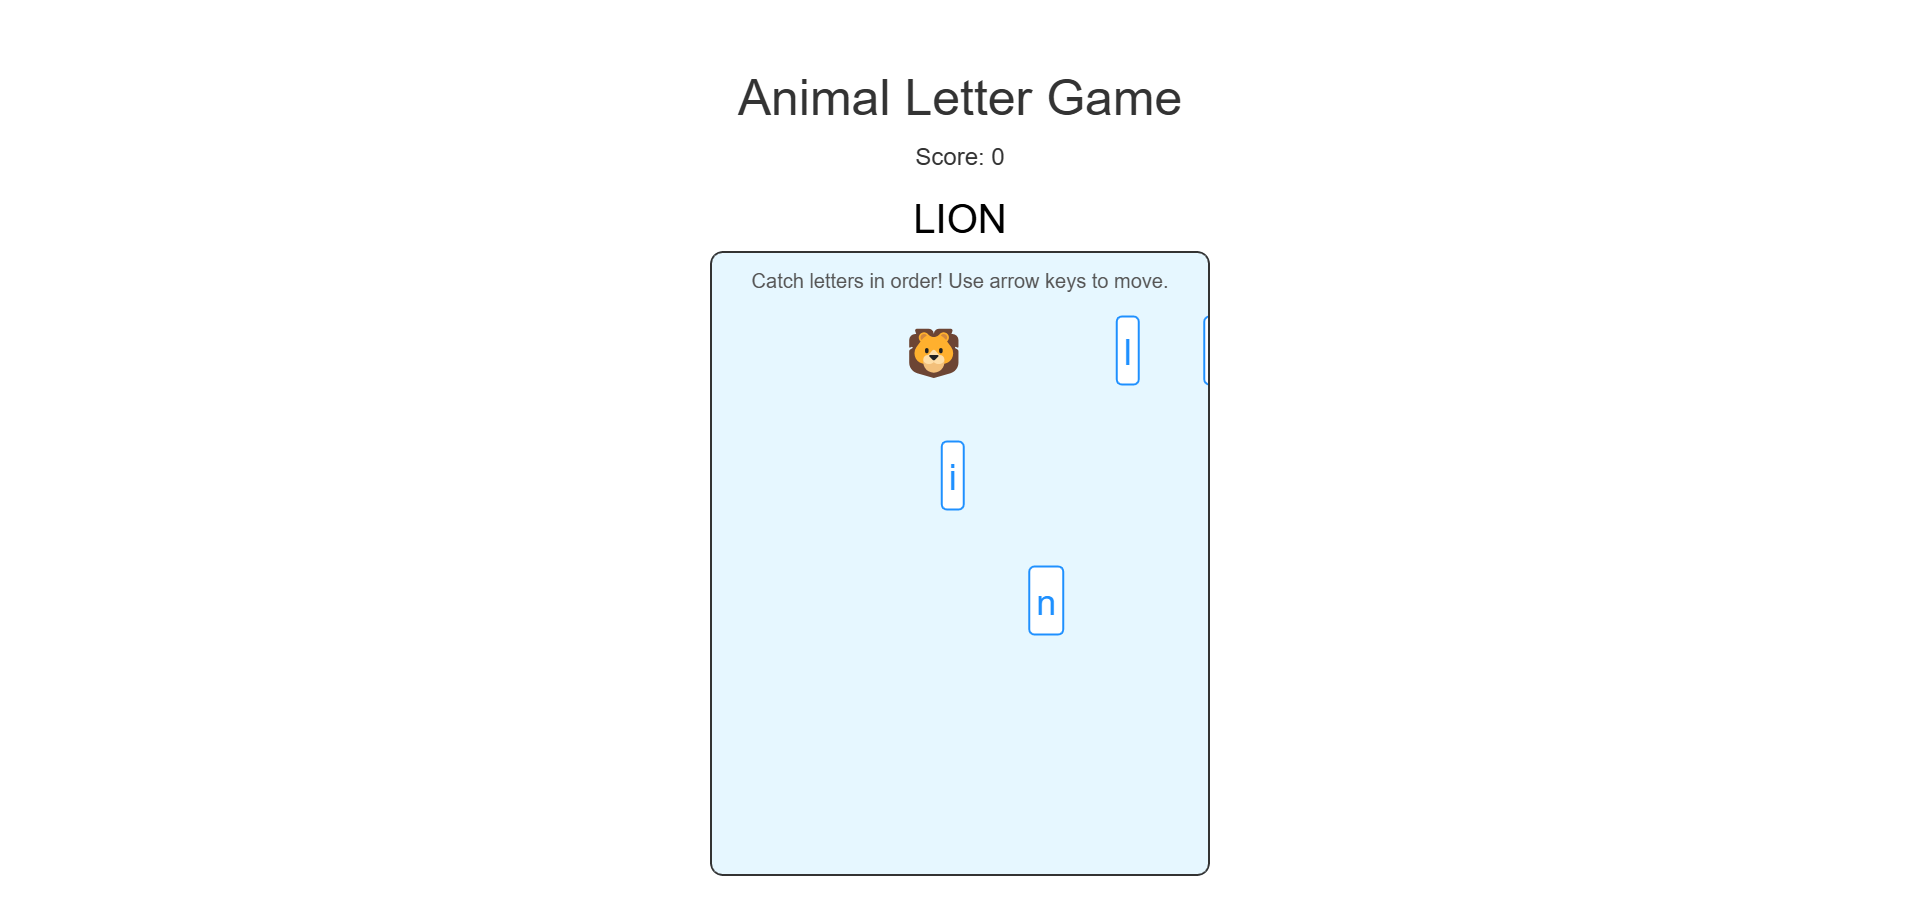 Animal Letter Game
Score: 0
LION
Catch letters in order! Use arrow keys to move.
l
i
n